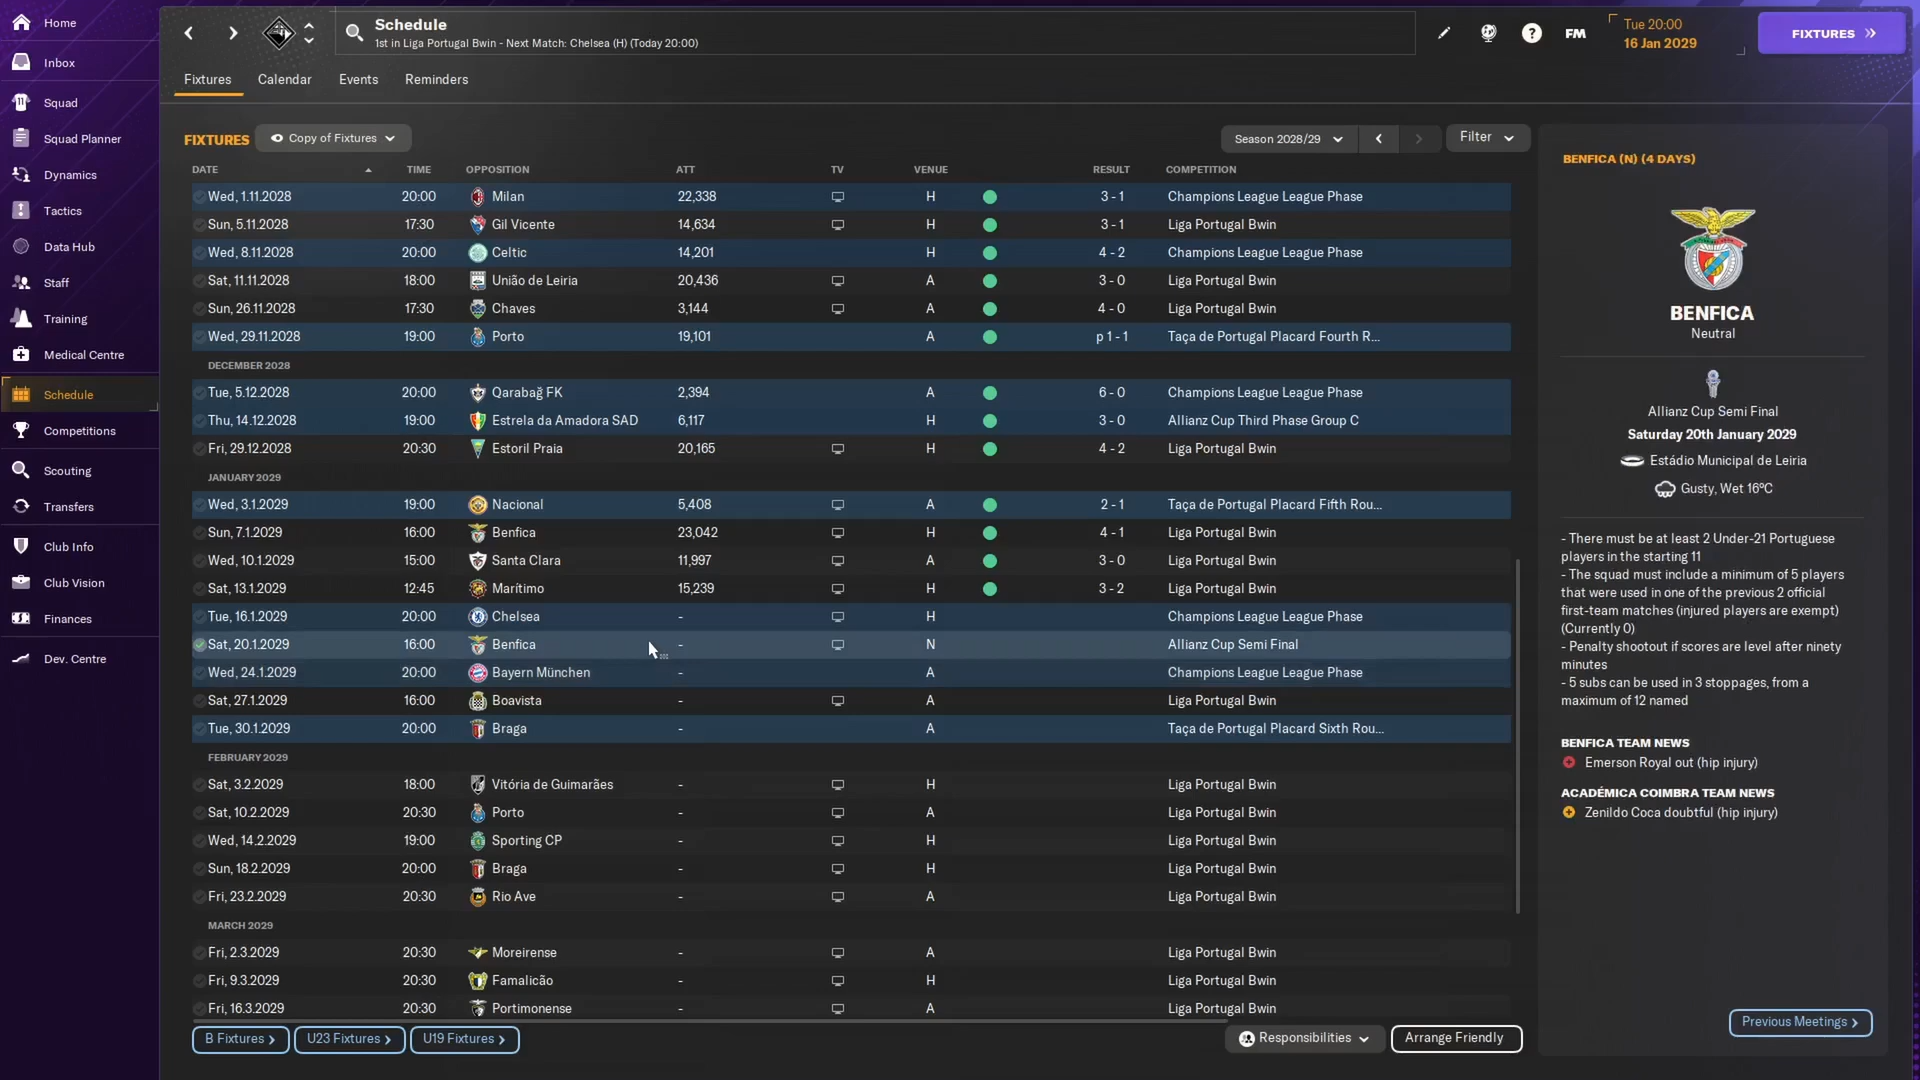 Home
Inbox
Squad
Squad Planner
Dynamics
Tactics
Data Hub
Staff
Training
Medical Centre
Schedule
Competitions
Scouting
Transfers
Club Info
Club Vision
Finances
Dev. Centre
Schedule
1st in Liga Portugal Bwin - Next Match: Chelsea (H) (Today 20:00)
FM
Tue 20:00
16 Jan 2029
FIXTURES
Fixtures Calendar Events Reminders
FIXTURES Copy of Fixtures Season 2028/29 Filter
DATE TIME OPPOSITION ATT TV VENUE RESULT COMPETITION
Wed, 1.11.2028 20:00 Milan 22,338 H 3 - 1 Champions League League Phase
Sun, 5.11.2028 17:30 Gil Vicente 14,634 H 3 - 1 Liga Portugal Bwin
Wed, 8.11.2028 20:00 Celtic 14,201 H 4 - 2 Champions League League Phase
Sat, 11.11.2028 18:00 União de Leiria 20,436 A 3 - 0 Liga Portugal Bwin
Sun, 26.11.2028 17:30 Chaves 3,144 A 4 - 0 Liga Portugal Bwin
Wed, 29.11.2028 19:00 Porto 19,101 A p 1 - 1 Taça de Portugal Placard Fourth R...
DECEMBER 2028
Tue, 5.12.2028 20:00 Qarabağ FK 2,394 A 6 - 0 Champions League League Phase
Thu, 14.12.2028 19:00 Estrela da Amadora SAD 6,117 H 3 - 0 Allianz Cup Third Phase Group C
Fri, 29.12.2028 20:30 Estoril Praia 20,165 H 4 - 2 Liga Portugal Bwin
JANUARY 2029
Wed, 3.1.2029 19:00 Nacional 5,408 A 2 - 1 Taça de Portugal Placard Fifth Rou...
Sun, 7.1.2029 16:00 Benfica 23,042 H 4 - 1 Liga Portugal Bwin
Wed, 10.1.2029 15:00 Santa Clara 11,997 A 3 - 0 Liga Portugal Bwin
Sat, 13.1.2029 12:45 Marítimo 15,239 H 3 - 2 Liga Portugal Bwin
Tue, 16.1.2029 20:00 Chelsea - H Champions League League Phase
Sat, 20.1.2029 16:00 Benfica - N Allianz Cup Semi Final
Wed, 24.1.2029 20:00 Bayern München - A Champions League League Phase
Sat, 27.1.2029 16:00 Boavista - A Liga Portugal Bwin
Tue, 30.1.2029 20:00 Braga - A Taça de Portugal Placard Sixth Rou...
FEBRUARY 2029
Sat, 3.2.2029 18:00 Vitória de Guimarães - H Liga Portugal Bwin
Sat, 10.2.2029 20:30 Porto - A Liga Portugal Bwin
Wed, 14.2.2029 19:00 Sporting CP - H Liga Portugal Bwin
Sun, 18.2.2029 20:00 Braga - H Liga Portugal Bwin
Fri, 23.2.2029 20:30 Rio Ave - A Liga Portugal Bwin
MARCH 2029
Fri, 2.3.2029 20:30 Moreirense - A Liga Portugal Bwin
Fri, 9.3.2029 20:30 Famalicão - H Liga Portugal Bwin
Fri, 16.3.2029 20:30 Portimonense - A Liga Portugal Bwin
B Fixtures U23 Fixtures U19 Fixtures Responsibilities Arrange Friendly
BENFICA (N) (4 DAYS)
BENFICA
Neutral
Allianz Cup Semi Final
Saturday 20th January 2029
Estádio Municipal de Leiria
Gusty, Wet 16ºC
- There must be at least 2 Under-21 Portuguese
players in the starting 11
- The squad must include a minimum of 5 players
that were used in one of the previous 2 official
first-team matches (injured players are exempt)
(Currently 0)
- Penalty shootout if scores are level after ninety
minutes
- 5 subs can be used in 3 stoppages, from a
maximum of 12 named
BENFICA TEAM NEWS
Emerson Royal out (hip injury)
ACADÉMICA COIMBRA TEAM NEWS
Zenildo Coca doubtful (hip injury)
Previous Meetings